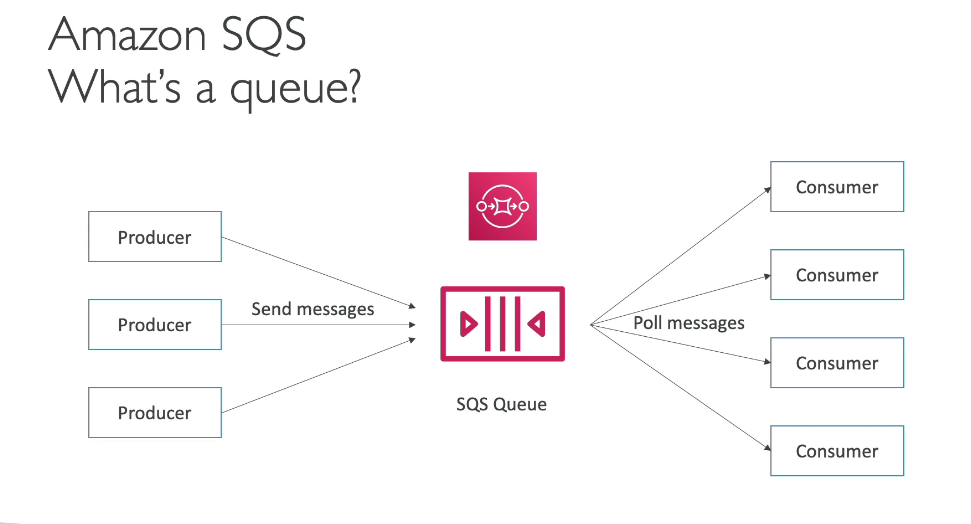 Amazon SQS
What's a queue?
Producer
Producer
Producer
Send messages
SQS Queue
Poll messages
Consumer
Consumer
Consumer
Consumer